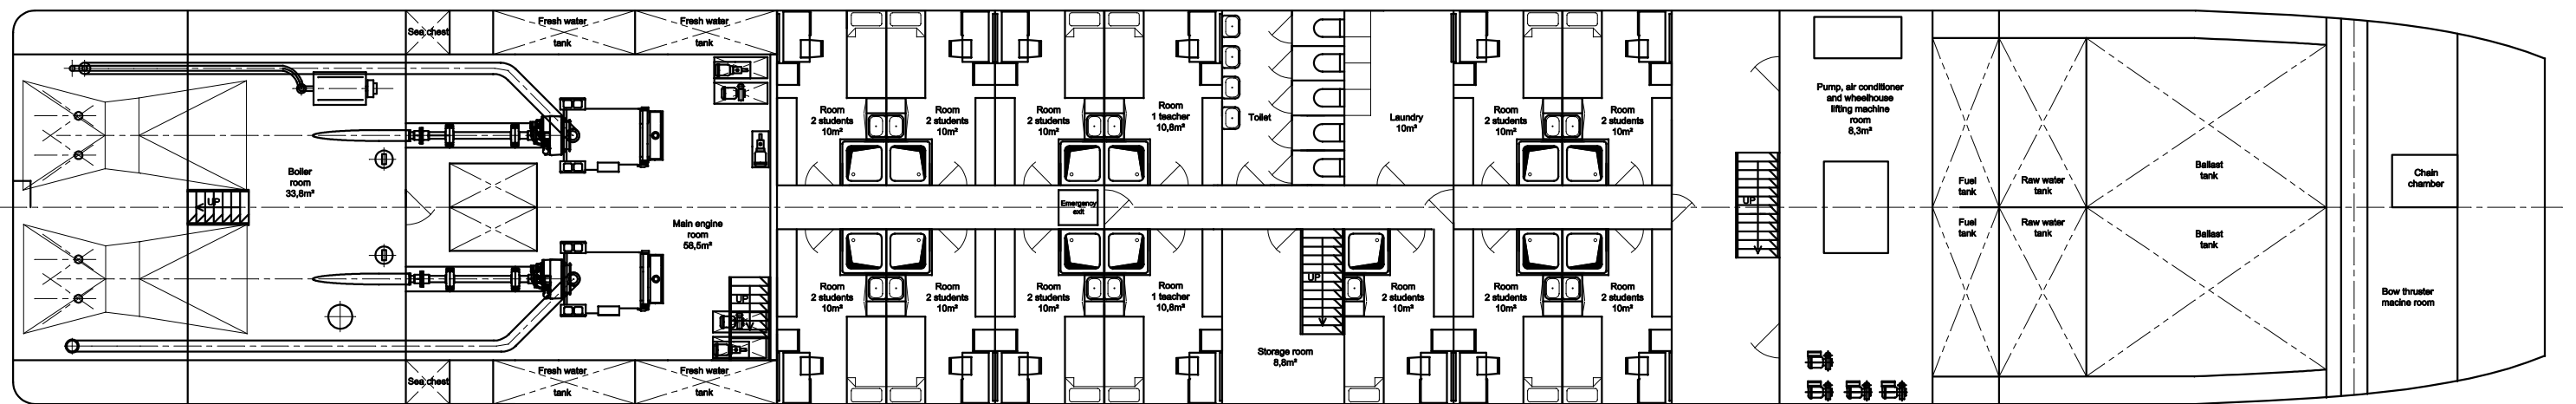 Sea chest
Fresh water
tank
Fresh water
tank
Boiler
room
33,8m²
UP
Main engine
room
58,5m²
UP
Sea chest
Fresh water
tank
Fresh water
tank
Room
2 students
10m²
Room
2 students
10m²
Room
2 students
10m²
Room
1 teacher
10,8m²
Toilet
Laundry
10m²
Room
2 students
10m²
Room
2 students
10m²
Emergency
exit
Room
2 students
10m²
Room
2 students
10m²
Room
2 students
10m²
Room
1 teacher
10,8m²
UP
Storage room
8,8m²
Room
2 students
10m²
Room
2 students
10m²
Room
2 students
10m²
UP
Pump, air conditioner
and wheelhouse
lifting machine
room
8,3m²
Fuel
tank
Raw water
tank
Ballast
tank
Fuel
tank
Raw water
tank
Ballast
tank
Chain
chamber
Bow thruster
macine room